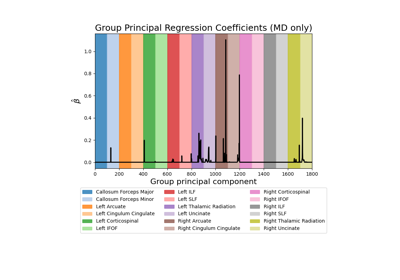 Group Principal Regression Coefficients (MD only)
1.0
0.8
0.6
0.4
0.2
0.0
β̂
0 200 400 600 800 1000 1200 1400 1600 1800
Group principal component
Callosum Forceps Major Left ILF Right Corticospinal
Callosum Forceps Minor Left SLF Right IFOF
Left Arcuate Left Thalamic Radiation Right ILF
Left Cingulum Cingulate Left Uncinate Right SLF
Left Corticospinal Right Arcuate Right Thalamic Radiation
Left IFOF Right Cingulum Cingulate Right Uncinate